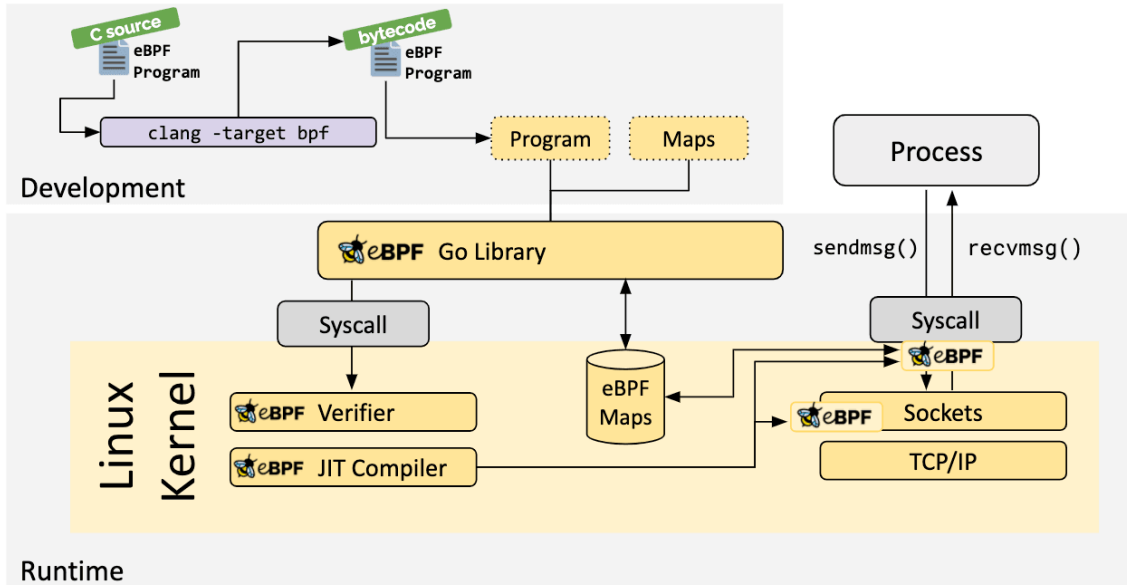 C source
eBPF
Program
bytecode
eBPF
Program
clang -target bpf
Program
Maps
Development
Process
eBPF Go Library
sendmsg()
recvmsg()
Syscall
Syscall
eBPF
Linux
Kernel
eBPF Verifier
eBPF
Maps
eBPF
Sockets
eBPF JIT Compiler
TCP/IP
Runtime